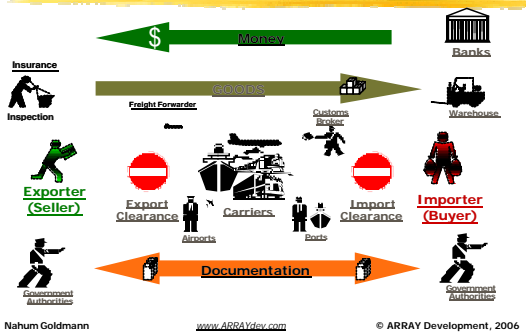 $
Money
Banks
Insurance
GOODS
Inspection
Freight Forwarder
Customs
Broker
Warehouse
Exporter
(Seller)
Export
Clearance
Carriers
Import
Clearance
Importer
(Buyer)
Airports
Ports
Documentation
Government
Authorities
Government
Authorities
Nahum Goldmann
www.ARRAYdev.com
© ARRAY Development, 2006